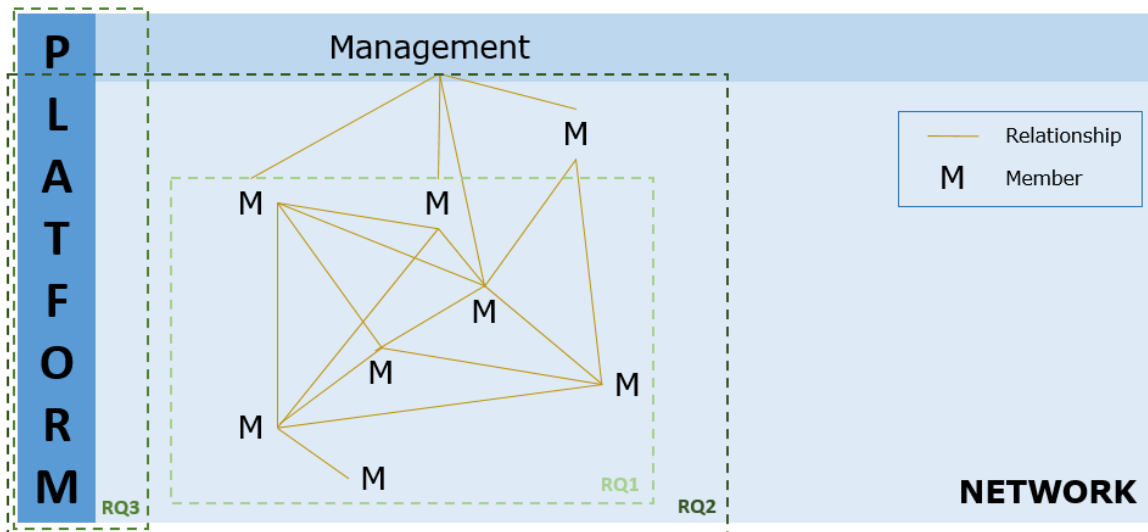 PLATFORM
Management
M
M
M
M
M
M
M
M
RQ1
RQ2
RQ3
Relationship
M Member
NETWORK